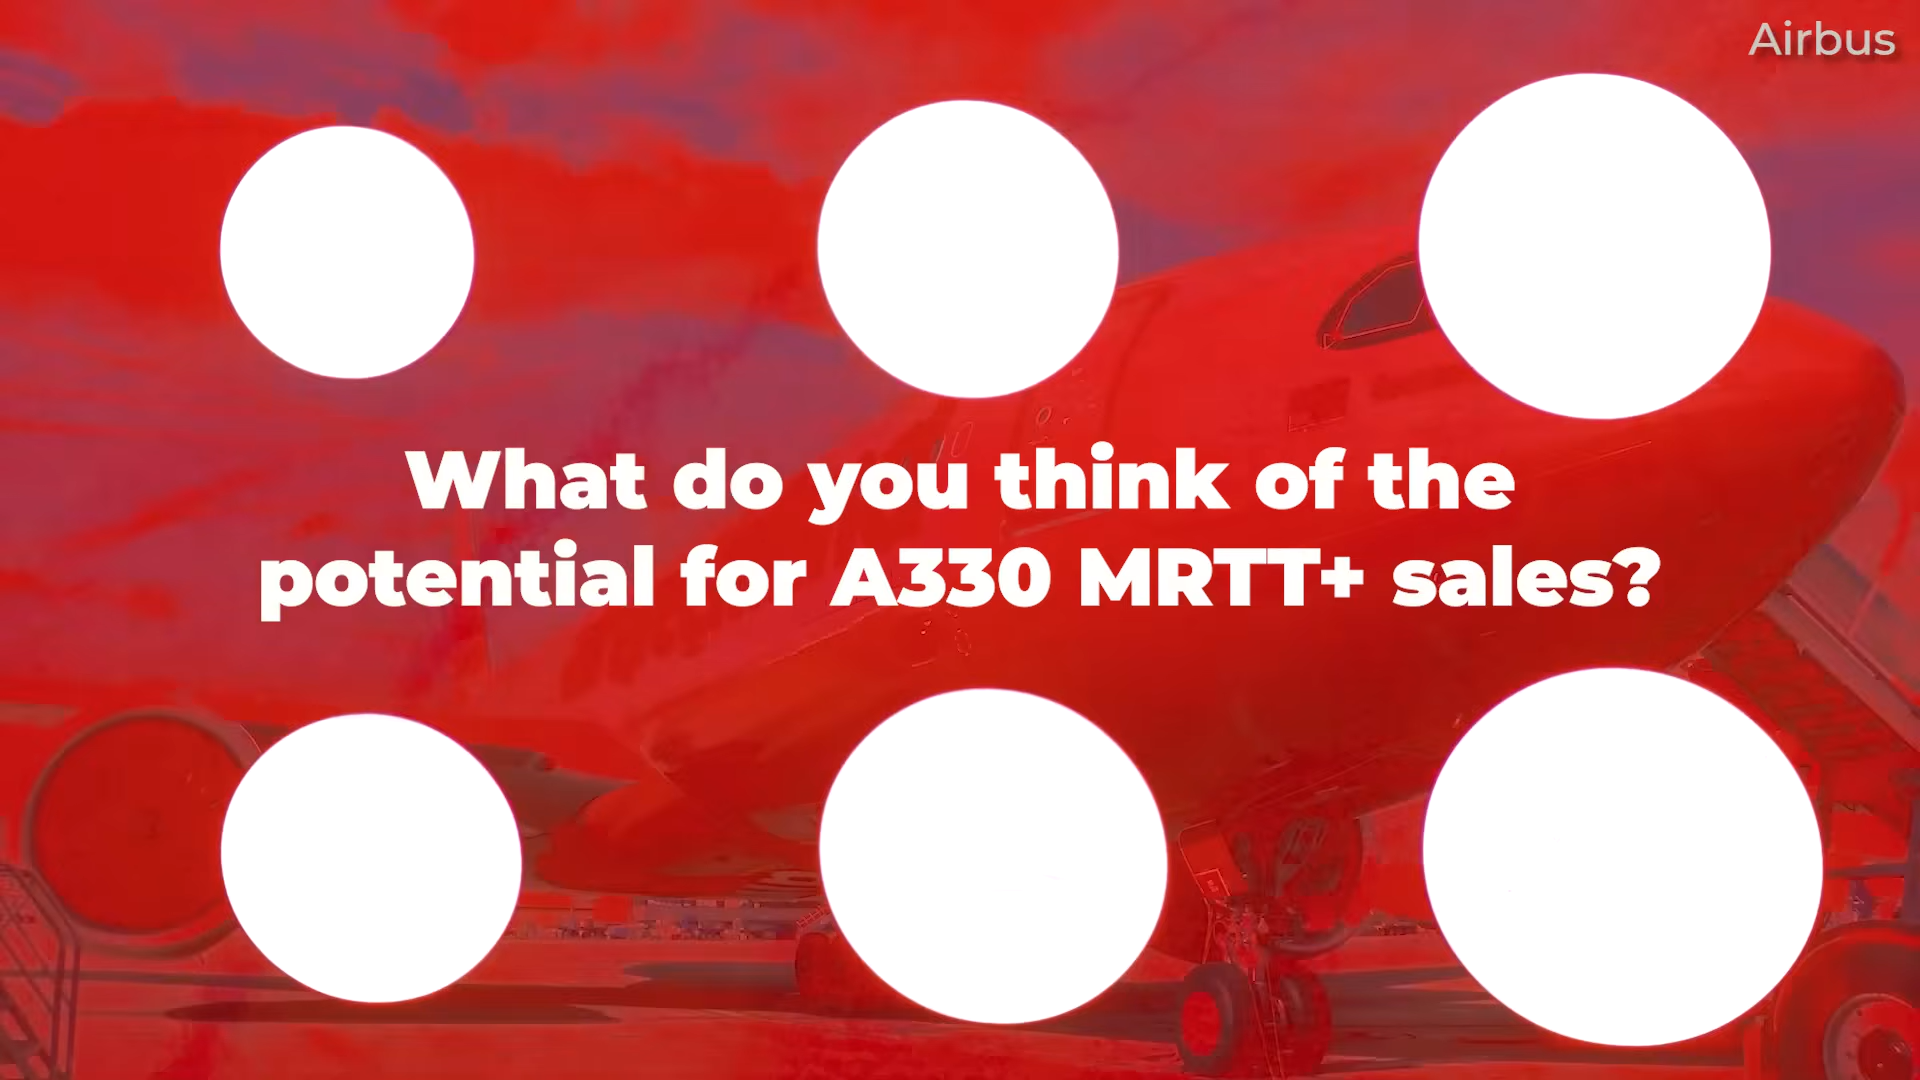 Airbus
What do you think of the
potential for A330 MRTT+ sales?